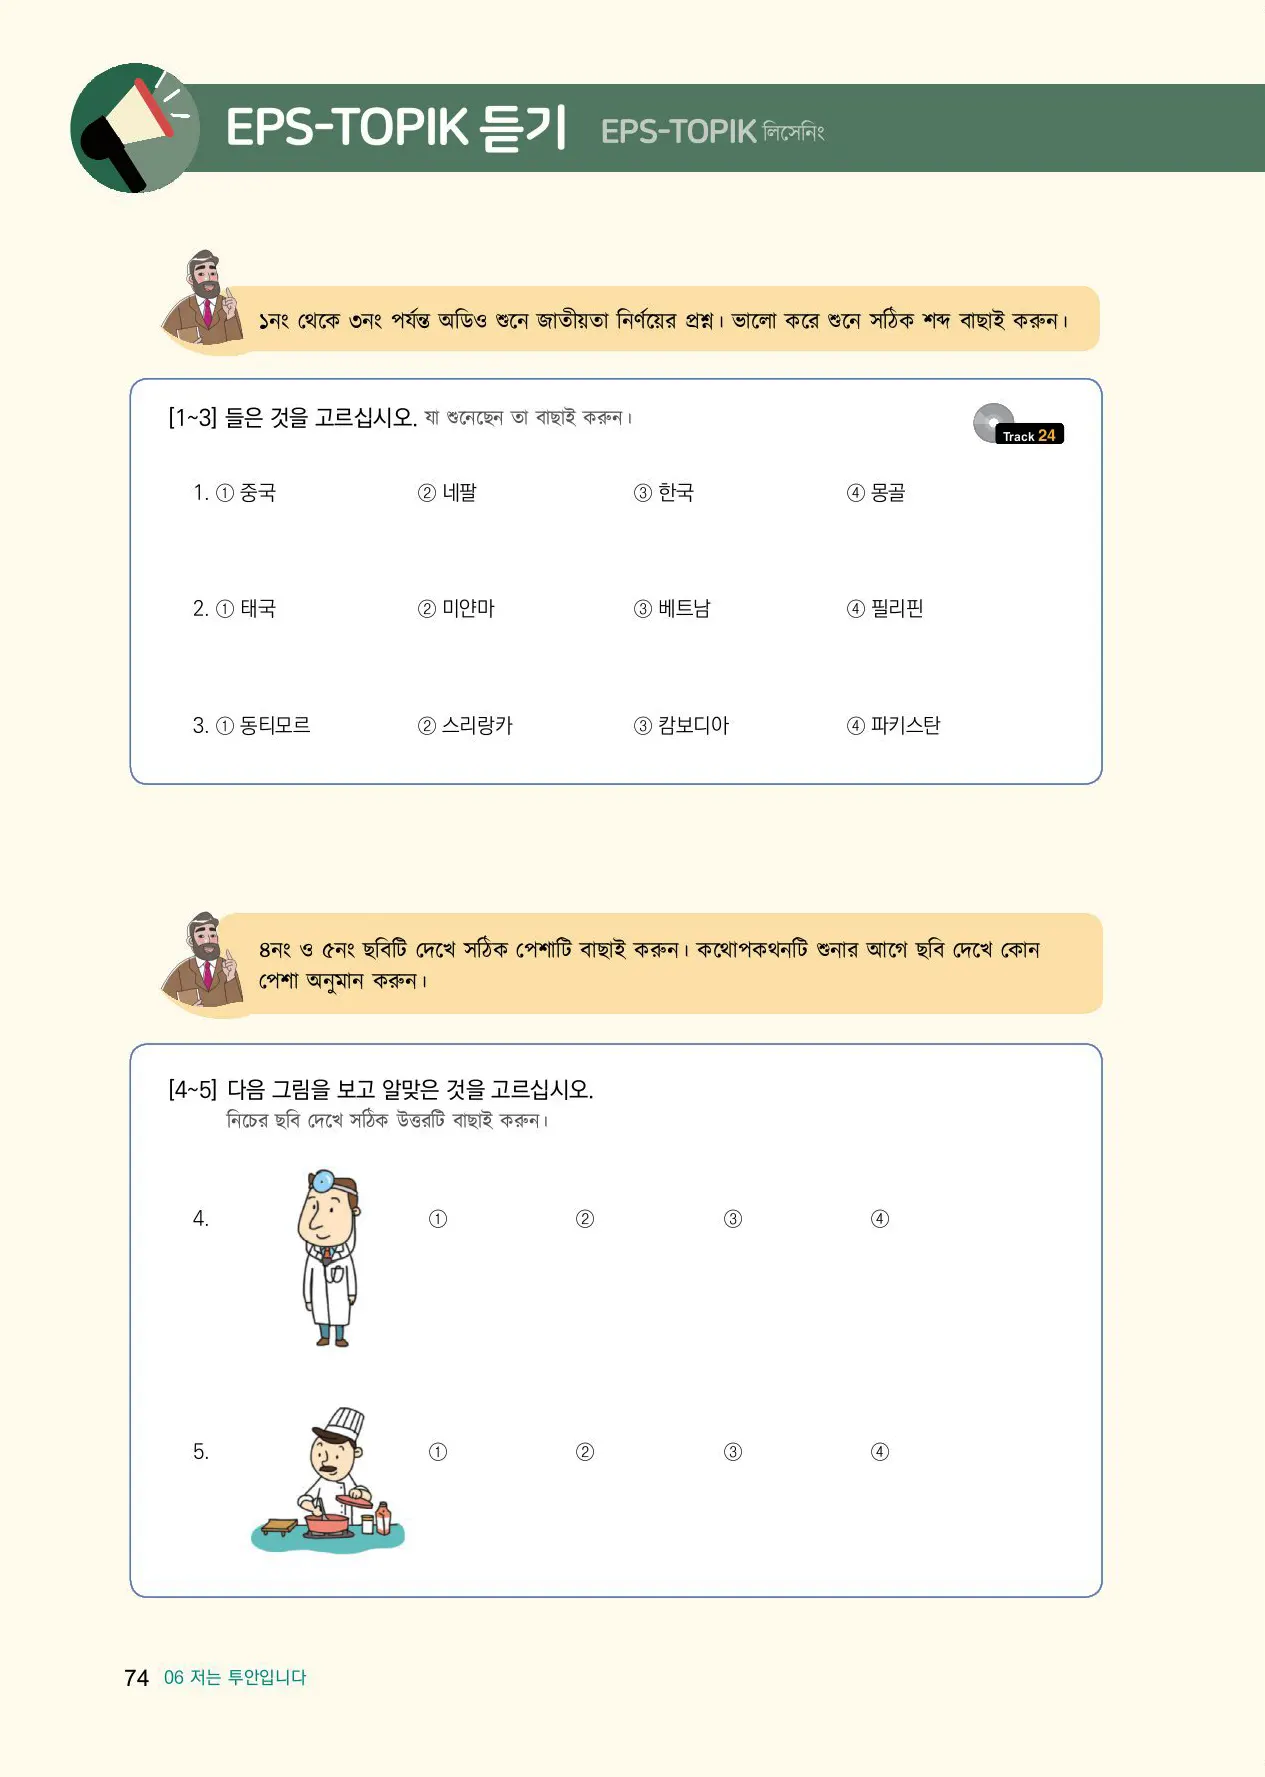 EPS-TOPIK 듣기 EPS-TOPIK লিসেনিং
১নং থেকে ৩নং পর্যন্ত অডিও শুনে জাতীয়তা নির্ণয়ের প্রশ্ন। ভালো করে শুনে সঠিক শব্দ বাছাই করুন।
[1~3] 들은 것을 고르십시오. যা শুনেছেন তা বাছাই করুন।
Track 24
1. ① 중국 ② 네팔 ③ 한국 ④ 몽골
2. ① 태국 ② 미얀마 ③ 베트남 ④ 필리핀
3. ① 동티모르 ② 스리랑카 ③ 캄보디아 ④ 파키스탄
৪নং ও ৫নং ছবিটি দেখে সঠিক পেশাটি বাছাই করুন। কথোপকথনটি শুনার আগে ছবি দেখে কোন
পেশা অনুমান করুন।
[4~5] 다음 그림을 보고 알맞은 것을 고르십시오.
নিচের ছবি দেখে সঠিক উত্তরটি বাছাই করুন।
4. ① ② ③ ④
5. ① ② ③ ④
74 06 저는 투안입니다